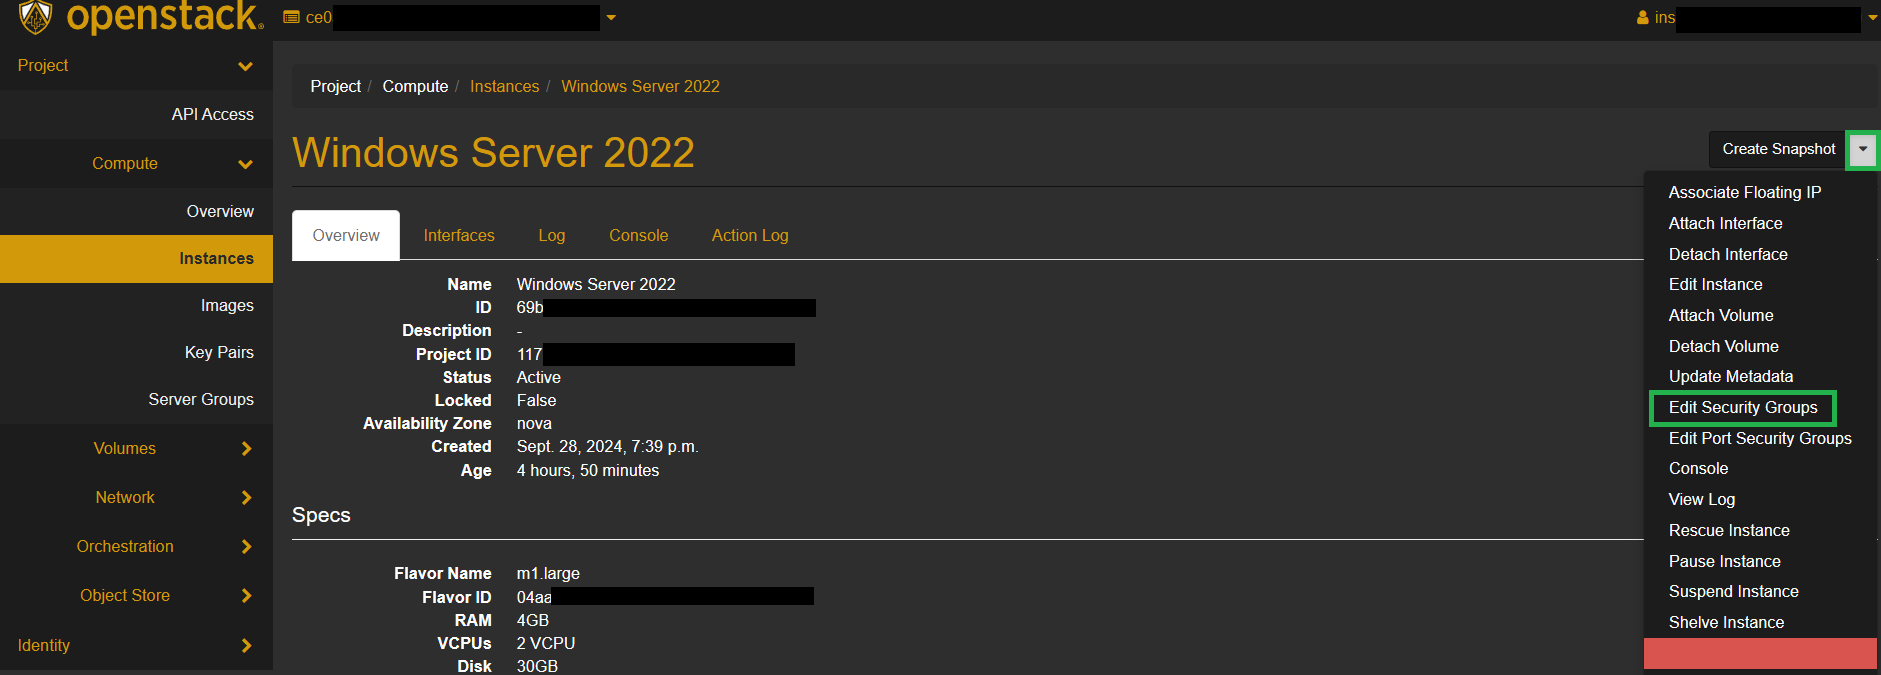 openstack.
ce0
ins
Project
API Access
Compute
Overview
Instances
Images
Key Pairs
Server Groups
Volumes
Network
Orchestration
Object Store
Identity
Project / Compute / Instances / Windows Server 2022
Windows Server 2022
Create Snapshot
Associate Floating IP
Attach Interface
Detach Interface
Edit Instance
Attach Volume
Detach Volume
Update Metadata
Edit Security Groups
Edit Port Security Groups
Console
View Log
Rescue Instance
Pause Instance
Suspend Instance
Shelve Instance
Overview Interfaces Log Console Action Log
Name Windows Server 2022
ID 69b
Description -
Project ID 117
Status Active
Locked False
Availability Zone nova
Created Sept. 28, 2024, 7:39 p.m.
Age 4 hours, 50 minutes
Specs
Flavor Name m1.large
Flavor ID 04aa
RAM 4GB
VCPUs 2 VCPU
Disk 30GB